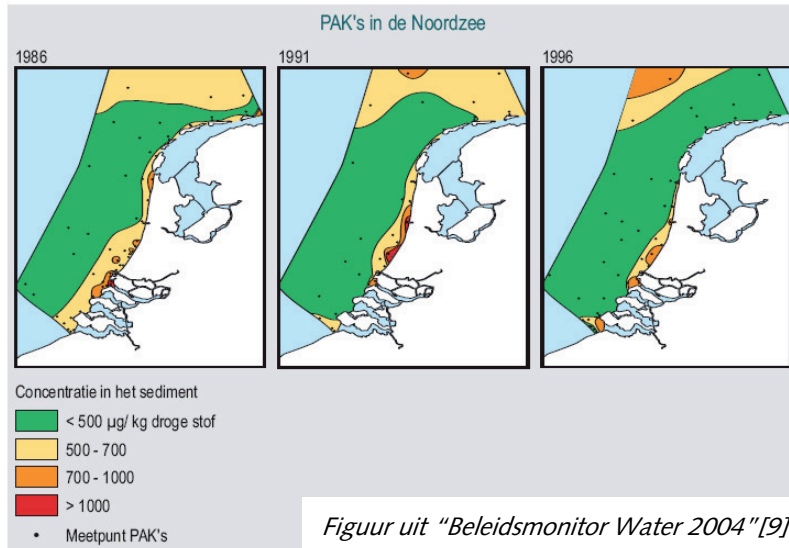 PAK's in de Noordzee
1986
1991
1996
Concentratie in het sediment
< 500 µg/ kg droge stof
500 - 700
700 - 1000
> 1000
Meetpunt PAK's
Figuur uit “Beleidsmonitor Water 2004”[9]